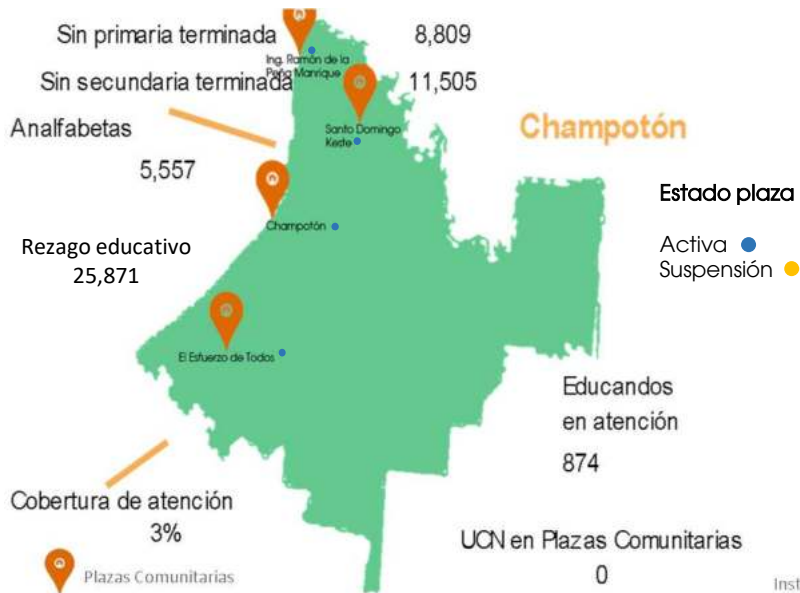 Sin primaria terminada 8,809
Ing. Ramón de la
Peña Manrique
Sin secundaria terminada 11,505
Analfabetas
5,557
Santo Domingo
Keste
Champotón
Estado plaza
Activa
Suspensión
Champotón
Rezago educativo
25,871
El Esfuerzo de Todos
Educandos
en atención
874
Cobertura de atención
3%
UCN en Plazas Comunitarias
0
Plazas Comunitarias
Inst